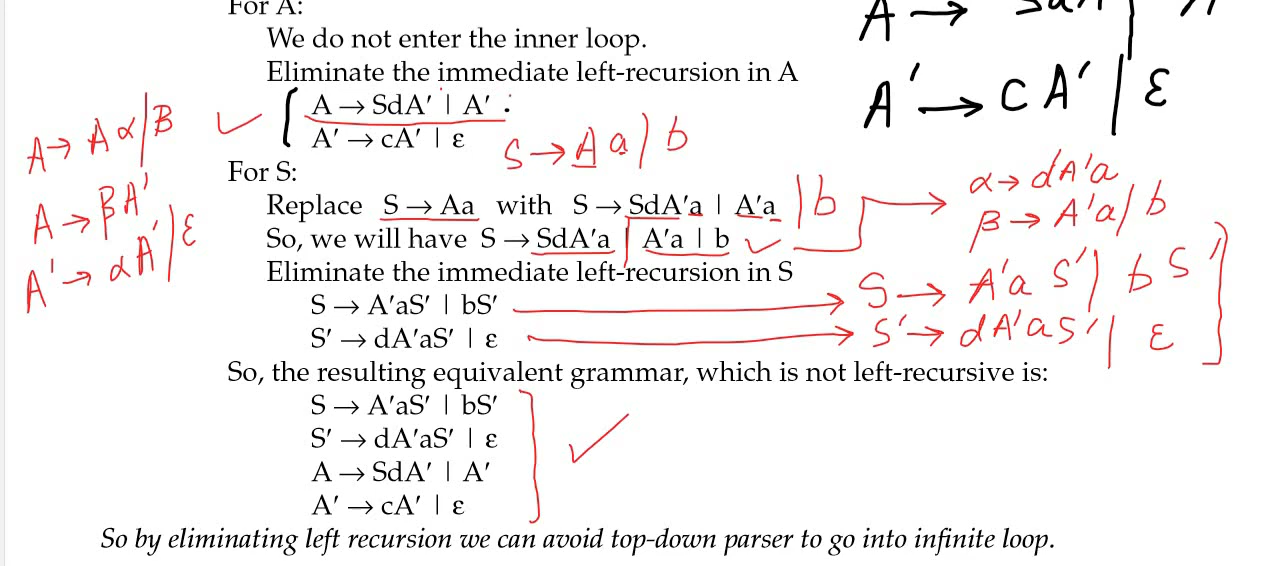 For A:
We do not enter the inner loop.
Eliminate the immediate left-recursion in A
A → SdA′ | A′
A′ → cA′ | ε
A′ → cA′ | ε
A → Aα | β
A → βA′
A′ → αA′ | ε
S → Aa | b
For S:
Replace S → Aa with S → SdA′a | A′a | b
So, we will have S → SdA′a | A′a | b
α → dA′a
β → A′a | b
Eliminate the immediate left-recursion in S
S → A′aS′ | bS′
S → A′a S′ | b S′
S′ → dA′aS′ | ε
S′ → dA′aS′ | ε
So, the resulting equivalent grammar, which is not left-recursive is:
S → A′aS′ | bS′
S′ → dA′aS′ | ε
A → SdA′ | A′
A′ → cA′ | ε
So by eliminating left recursion we can avoid top-down parser to go into infinite loop.